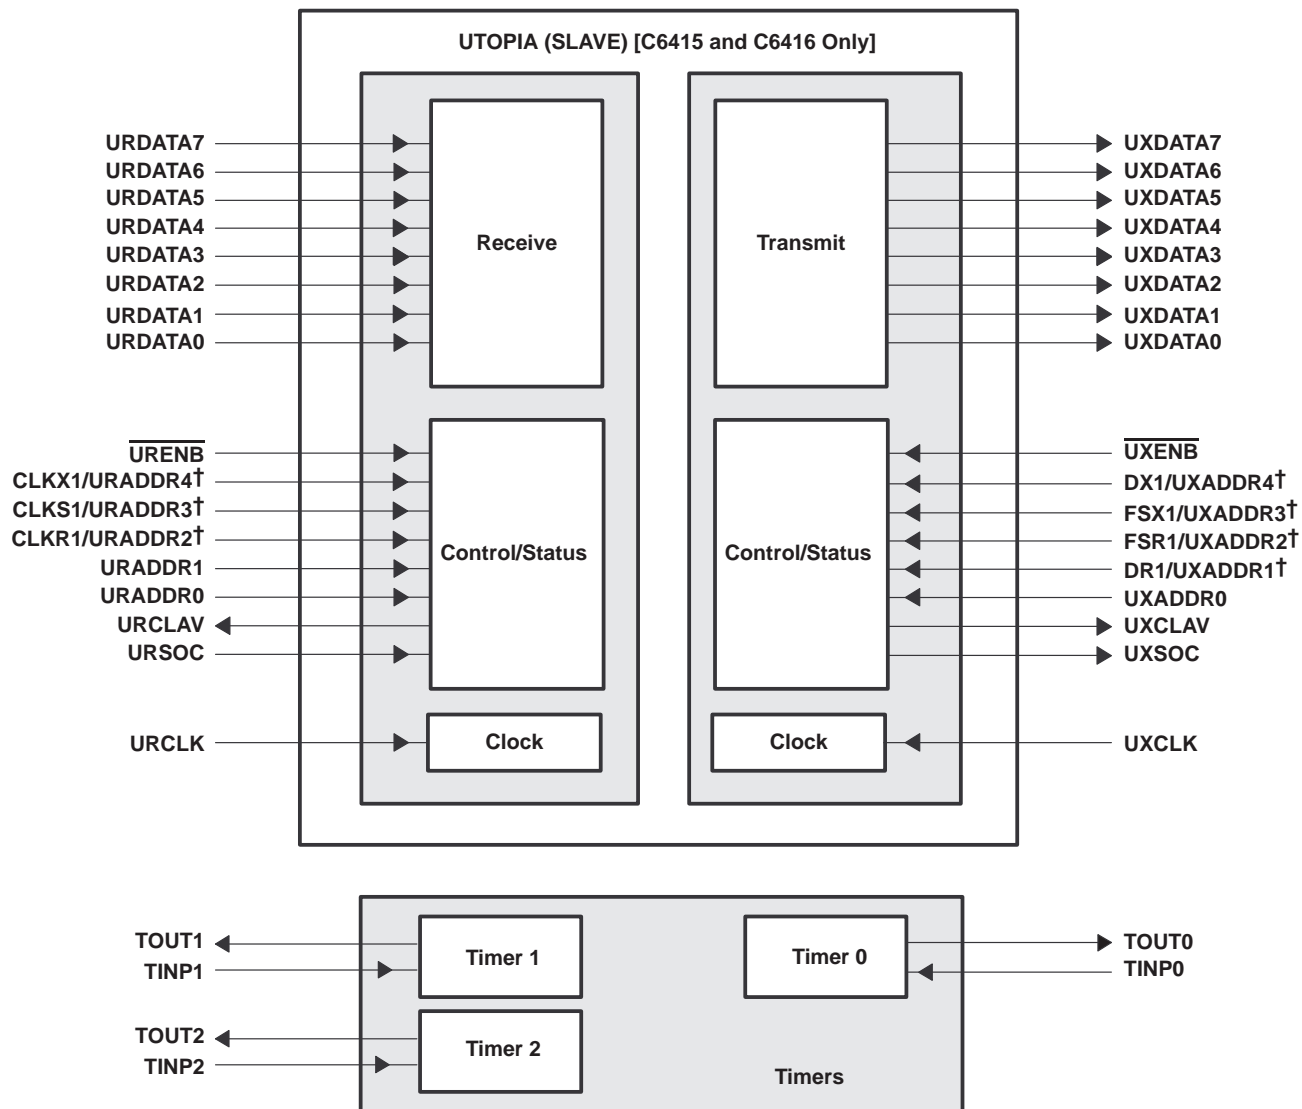 UTOPIA (SLAVE) [C6415 and C6416 Only]
URDATA7
URDATA6
URDATA5
URDATA4
URDATA3
URDATA2
URDATA1
URDATA0
Receive
Transmit
UXDATA7
UXDATA6
UXDATA5
UXDATA4
UXDATA3
UXDATA2
UXDATA1
UXDATA0
URENB
CLKX1/URADDR4†
CLKS1/URADDR3†
CLKR1/URADDR2†
URADDR1
URADDR0
URCLAV
URSOC
Control/Status
Control/Status
UXENB
DX1/UXADDR4†
FSX1/UXADDR3†
FSR1/UXADDR2†
DR1/UXADDR1†
UXADDR0
UXCLAV
UXSOC
URCLK
Clock
Clock
UXCLK
TOUT1
TINP1
Timer 1
Timer 0
TOUT0
TINP0
TOUT2
TINP2
Timer 2
Timers